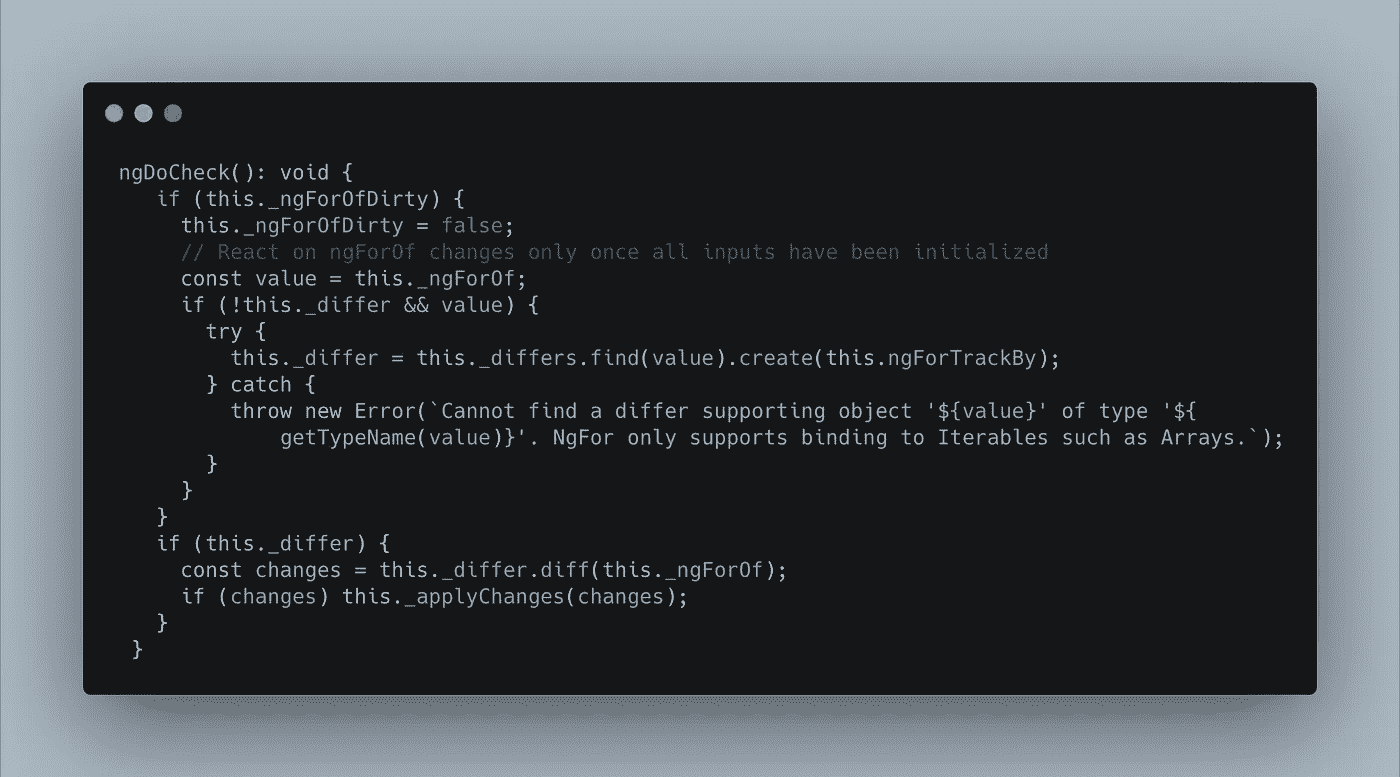 ngDoCheck(): void {
if (this._ngForOfDirty) {
this._ngForOfDirty = false;
// React on ngForOf changes only once all inputs have been initialized
const value = this._ngForOf;
if (!this._differ && value) {
try {
this._differ = this._differs.find(value).create(this.ngForTrackBy);
} catch {
throw new Error(`Cannot find a differ supporting object '${value}' of type '${
getTypeName(value)}'. NgFor only supports binding to Iterables such as Arrays.`);
}
}
}
if (this._differ) {
const changes = this._differ.diff(this._ngForOf);
if (changes) this._applyChanges(changes);
}
}